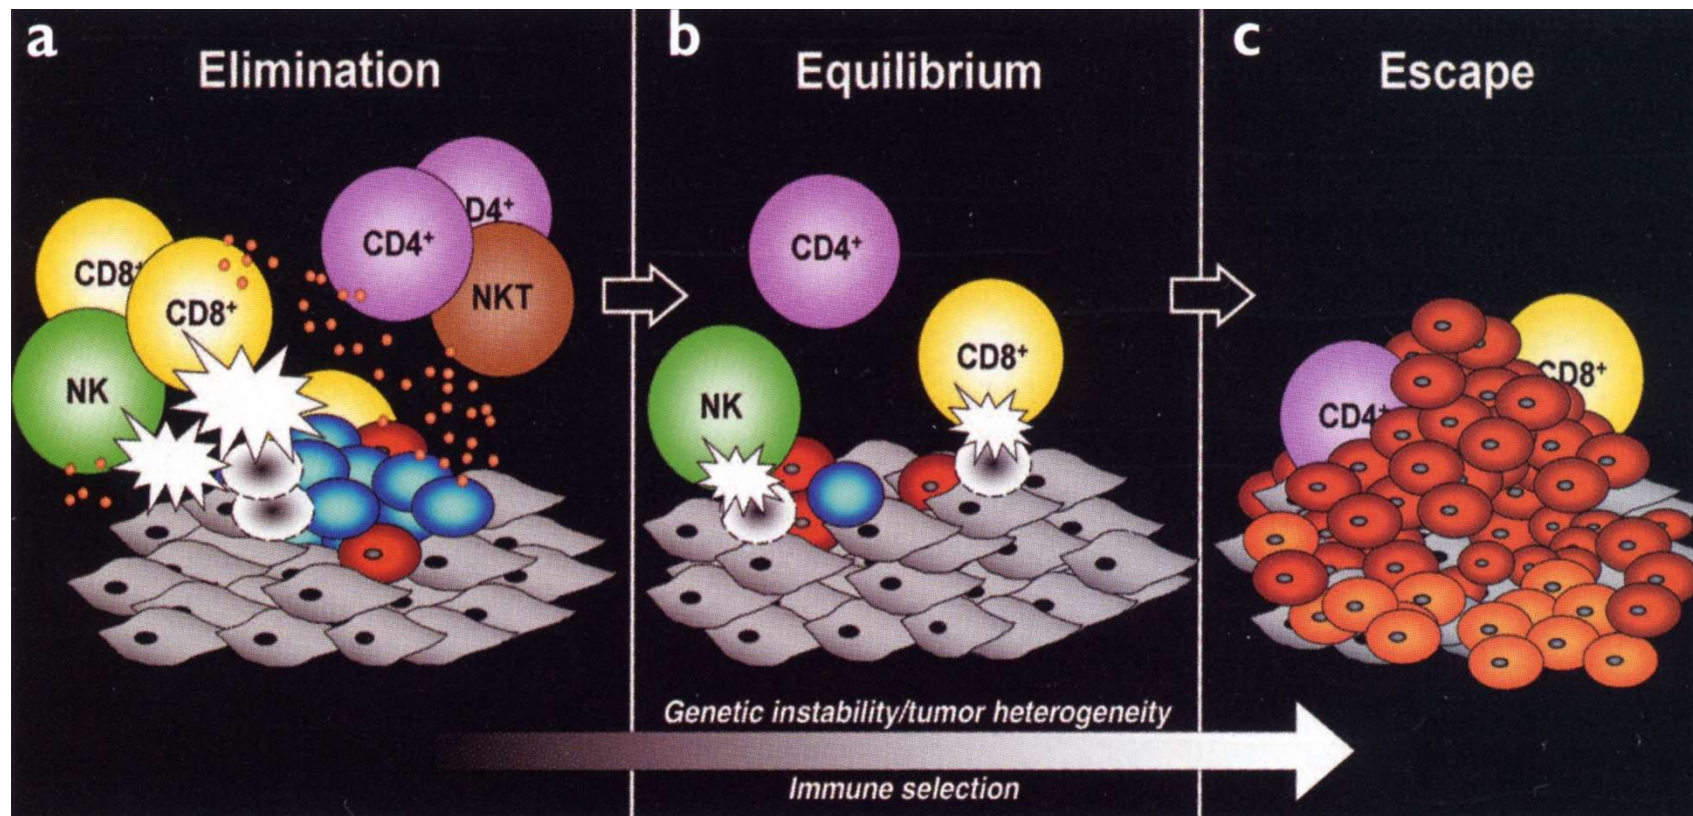 a
Elimination
CD8⁺
CD8⁺
NK
CD4⁺
D4⁺
NKT
b
Equilibrium
CD4⁺
NK
CD8⁺
c
Escape
CD4⁺
CD8⁺
Genetic instability/tumor heterogeneity
Immune selection